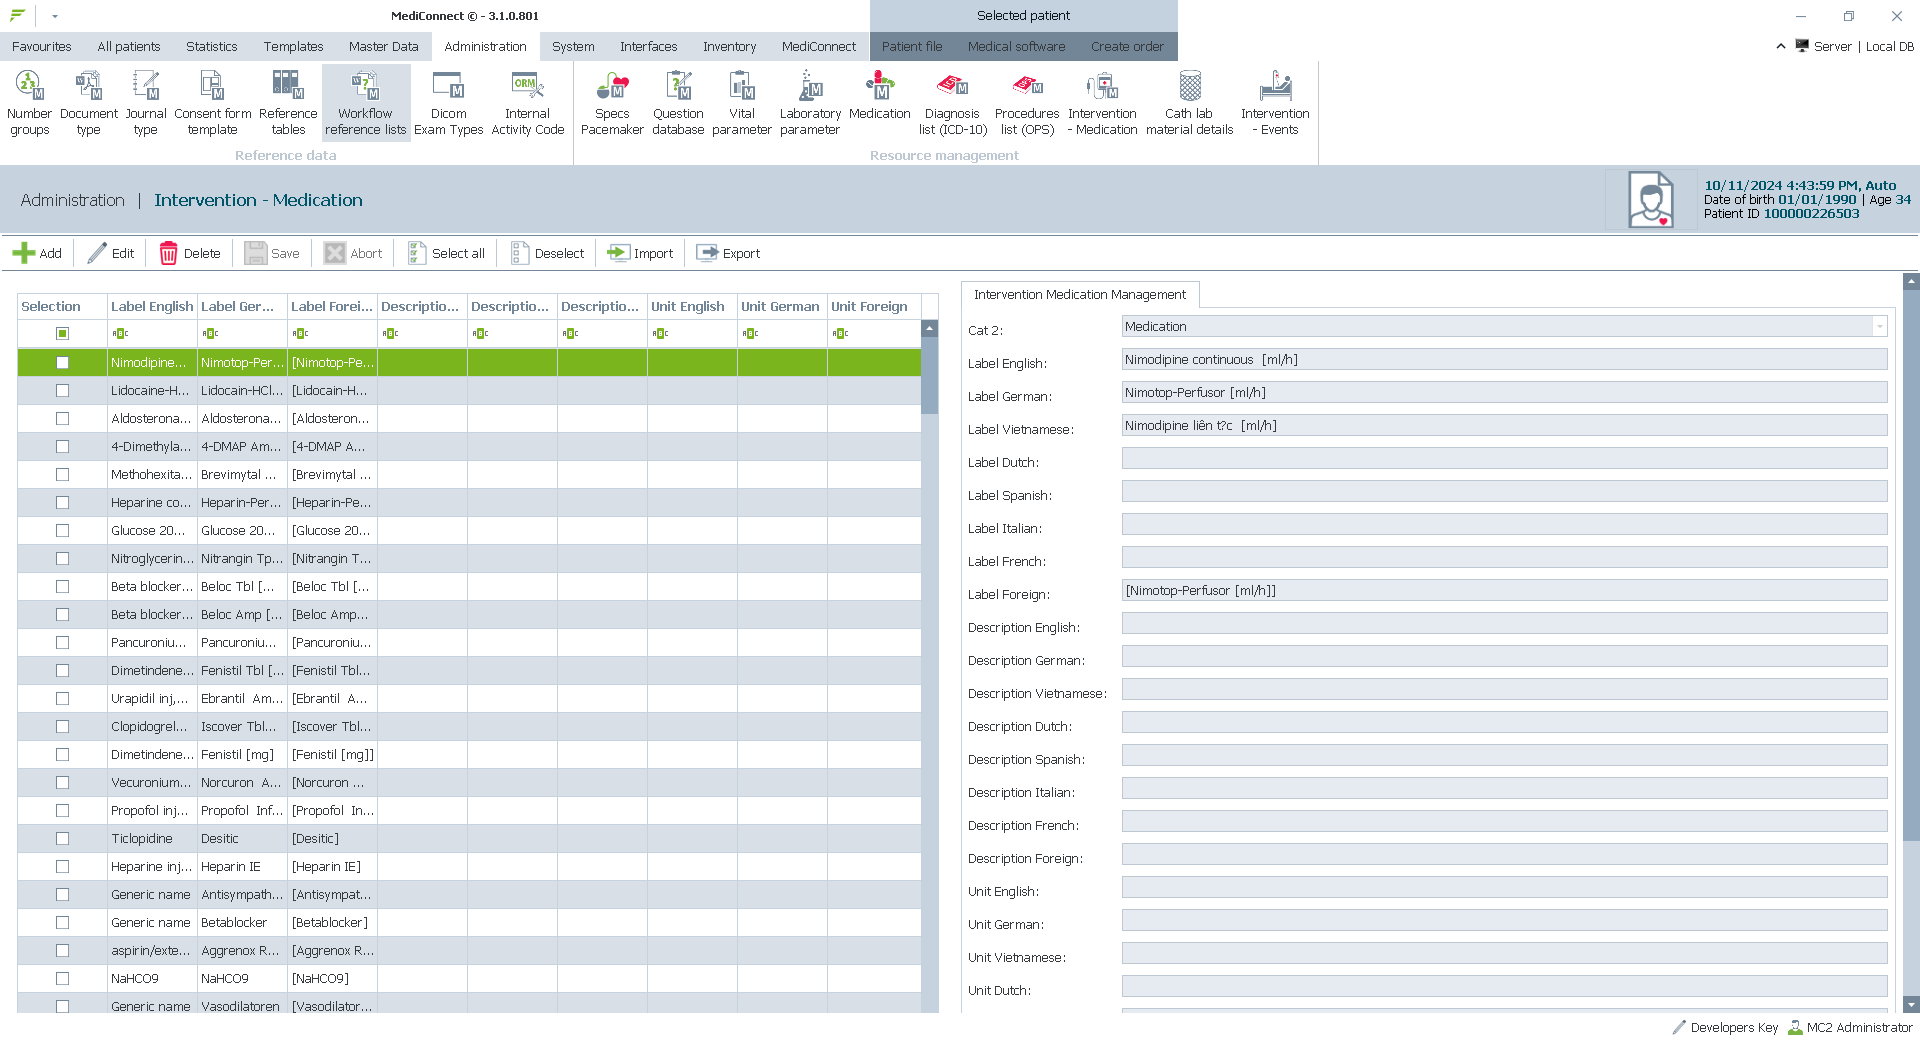 MediConnect © - 3.1.0.801
Selected patient
Favourites All patients Statistics Templates Master Data Administration System Interfaces Inventory MediConnect Patient file Medical software Create order
Server | Local DB
Number groups
Document type
Journal type
Consent form template
Reference tables
Workflow reference lists
Dicom Exam Types
ORM
Internal Activity Code
Specs Pacemaker
Question database
Vital parameter
Laboratory parameter
Medication
Diagnosis list (ICD-10)
Procedures list (OPS)
Intervention - Medication
Cath lab material details
Intervention - Events
Reference data
Resource management
Administration | Intervention - Medication
10/11/2024 4:43:59 PM, Auto
Date of birth 01/01/1990 | Age 34
Patient ID 100000226503
Add Edit Delete Save Abort Select all Deselect Import Export
Selection Label English Label Ger... Label Forei... Descriptio... Descriptio... Descriptio... Unit English Unit German Unit Foreign
ABC ABC ABC ABC ABC ABC ABC ABC ABC
Nimodipine... Nimotop-Per... [Nimotop-Pe...
Lidocaine-H... Lidocain-HCl... [Lidocain-H...
Aldosterona... Aldosterona... [Aldosteron...
4-Dimethyla... 4-DMAP Am... [4-DMAP A...
Methohexita... Brevimytal ... [Brevimytal ...
Heparine co... Heparin-Per... [Heparin-Pe...
Glucose 20... Glucose 20... [Glucose 20...
Nitroglycerin... Nitrangin Tp... [Nitrangin T...
Beta blocker... Beloc Tbl [... [Beloc Tbl [...
Beta blocker... Beloc Amp [... [Beloc Amp...
Pancuroniu... Pancuroniu... [Pancuroniu...
Dimetindene... Fenistil Tbl [... [Fenistil Tbl...
Urapidil inj,... Ebrantil Am... [Ebrantil A...
Clopidogrel... Iscover Tbl... [Iscover Tbl...
Dimetindene... Fenistil [mg] [Fenistil [mg]]
Vecuronium... Norcuron A... [Norcuron ...
Propofol inj... Propofol Inf... [Propofol In...
Ticlopidine Desitic [Desitic]
Heparine inj... Heparin IE [Heparin IE]
Generic name Antisympath... [Antisympat...
Generic name Betablocker [Betablocker]
aspirin/exte... Aggrenox R... [Aggrenox R...
NaHCO9 NaHCO9 [NaHCO9]
Generic name Vasodilatoren [Vasodilator...
Intervention Medication Management
Cat 2: Medication
Label English: Nimodipine continuous [ml/h]
Label German: Nimotop-Perfusor [ml/h]
Label Vietnamese: Nimodipine liên t?c [ml/h]
Label Dutch:
Label Spanish:
Label Italian:
Label French:
Label Foreign: [Nimotop-Perfusor [ml/h]]
Description English:
Description German:
Description Vietnamese:
Description Dutch:
Description Spanish:
Description Italian:
Description French:
Description Foreign:
Unit English:
Unit German:
Unit Vietnamese:
Unit Dutch:
Developers Key MC2 Administrator